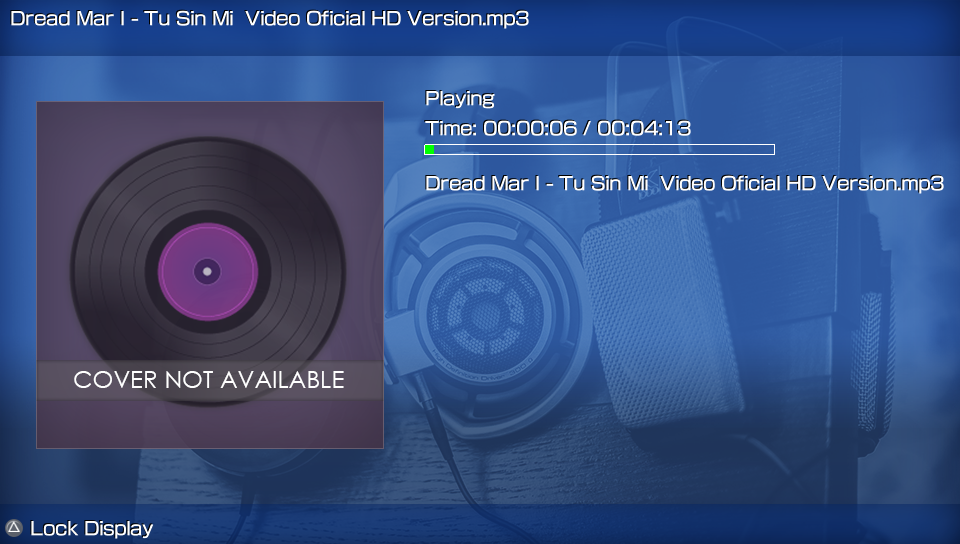 Dread Mar I - Tu Sin Mi  Video Oficial HD Version.mp3
Playing
Time: 00:00:06 / 00:04:13
Dread Mar I - Tu Sin Mi  Video Oficial HD Version.mp3
COVER NOT AVAILABLE
Lock Display